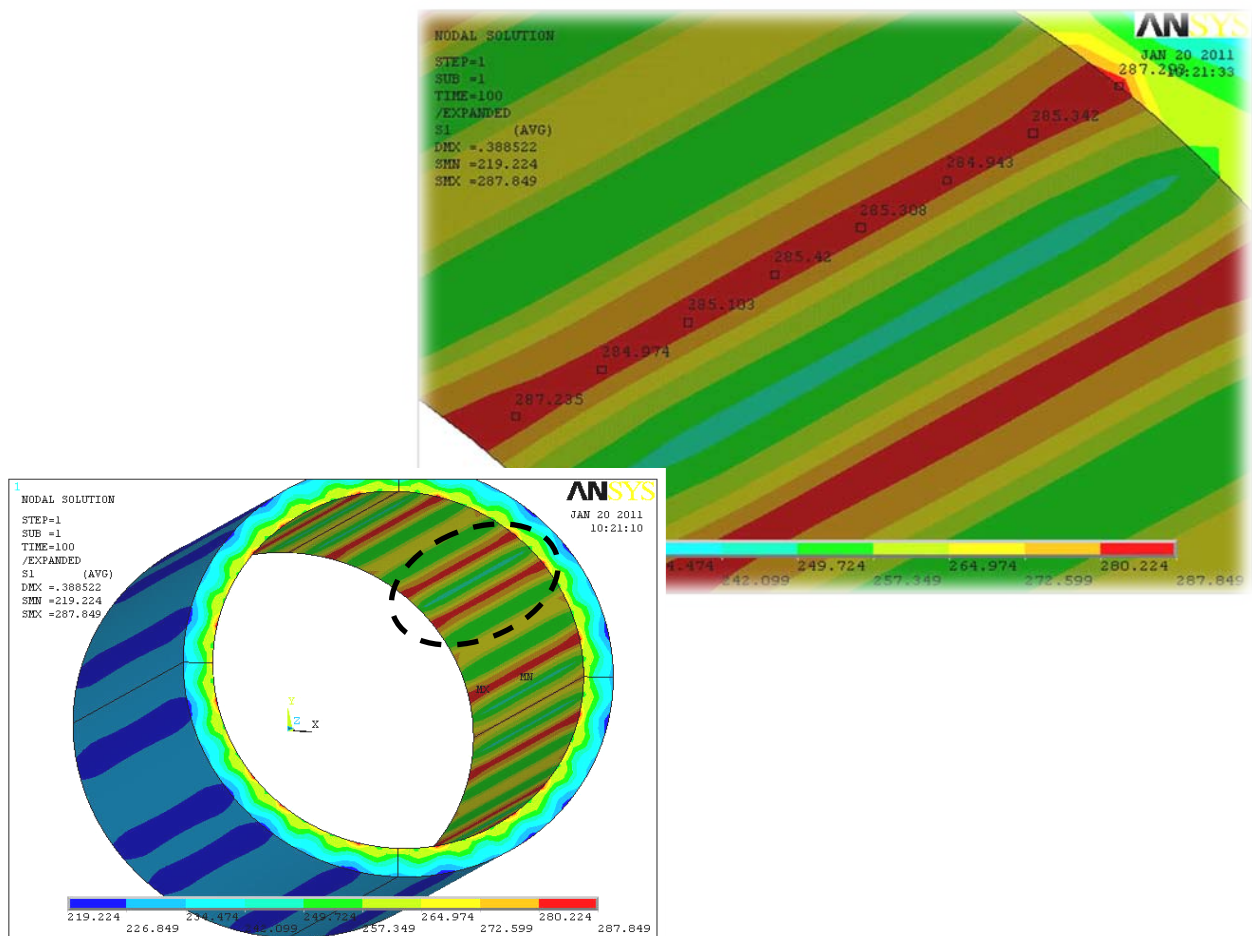 ANSYS
NODAL SOLUTION
JAN 20 2011
STEP=1
SUB =1
TIME=100
/EXPANDED
S1 (AVG)
DMX =.388522
SMN =219.224
SMX =287.849
:21:33
285.342
284.943
285.308
285.42
285.103
284.974
287.235
249.724 264.974 280.224
242.099 257.349 272.599 287.849
1
NODAL SOLUTION
ANSYS
JAN 20 2011
10:21:10
STEP=1
SUB =1
TIME=100
/EXPANDED
S1 (AVG)
DMX =.388522
SMN =219.224
SMX =287.849
MX
MN
Y
Z
X
219.224 234.474 249.724 264.974 280.224
226.849 257.349 272.599 287.849